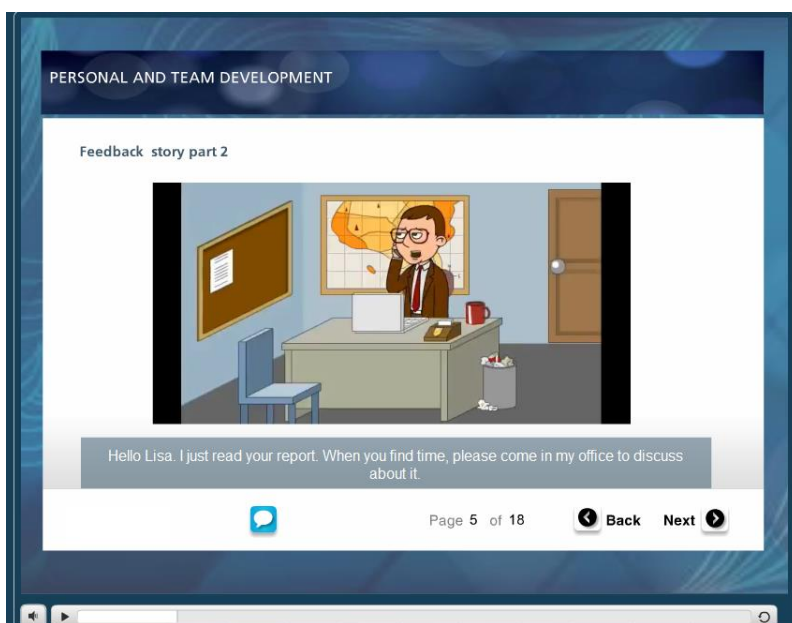 PERSONAL AND TEAM DEVELOPMENT
Feedback story part 2
Hello Lisa. I just read your report. When you find time, please come in my office to discuss
about it.
Page 5 of 18 Back Next